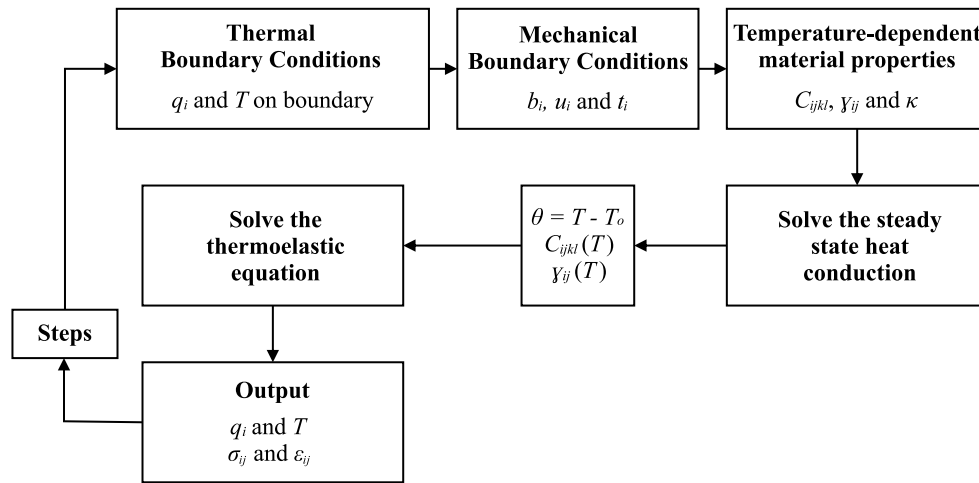 Thermal
Boundary Conditions
qᵢ and T on boundary
Mechanical
Boundary Conditions
bᵢ, uᵢ and tᵢ
Temperature-dependent
material properties
Cᵢⱼₖₗ, ɣᵢⱼ and κ
Solve the steady
state heat
conduction
θ = T - Tₒ
Cᵢⱼₖₗ(T)
ɣᵢⱼ(T)
Solve the
thermoelastic
equation
Output
qᵢ and T
σᵢⱼ and εᵢⱼ
Steps